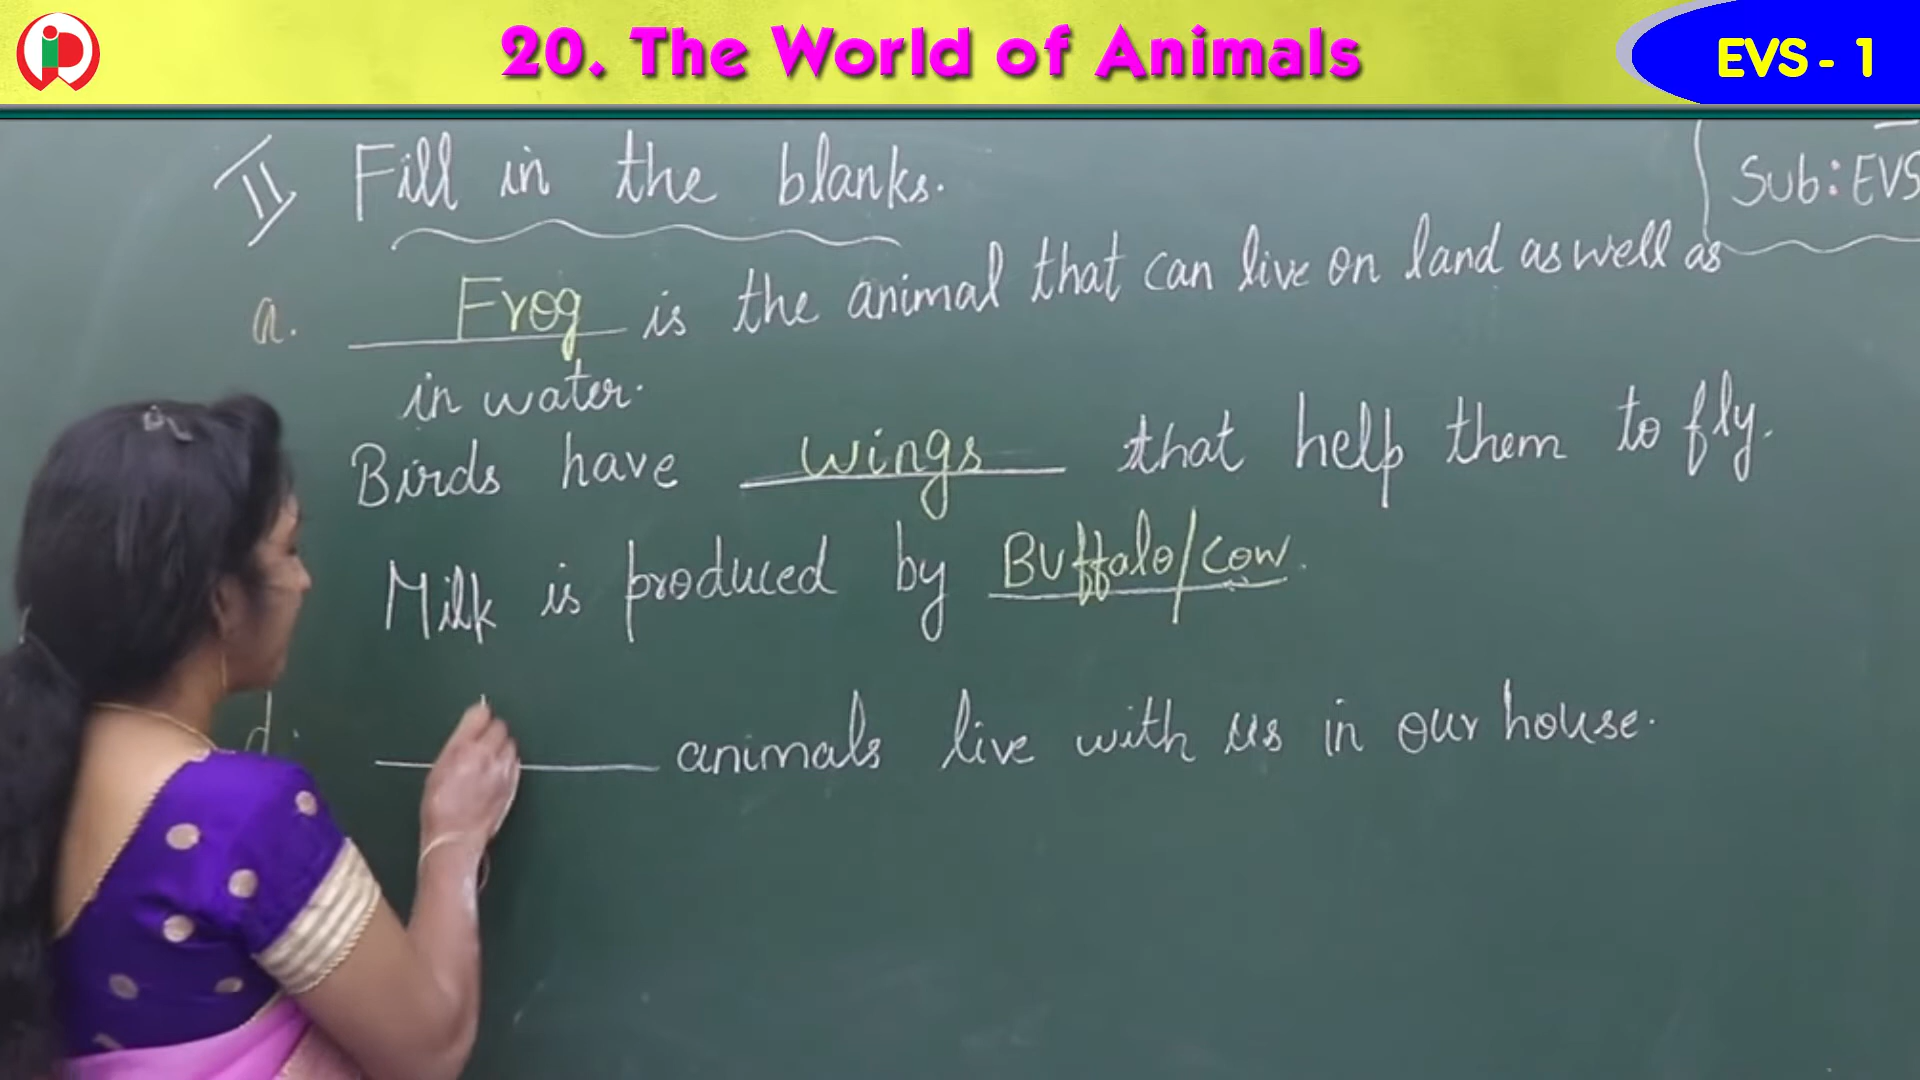 20. The World of Animals
EVS - 1
Sub: EVS
II Fill in the blanks.
a. Frog is the animal that can live on land as well as
in water.
Birds have wings that help them to fly.
Milk is produced by Buffalo/cow.
d. ______ animals live with us in our house.